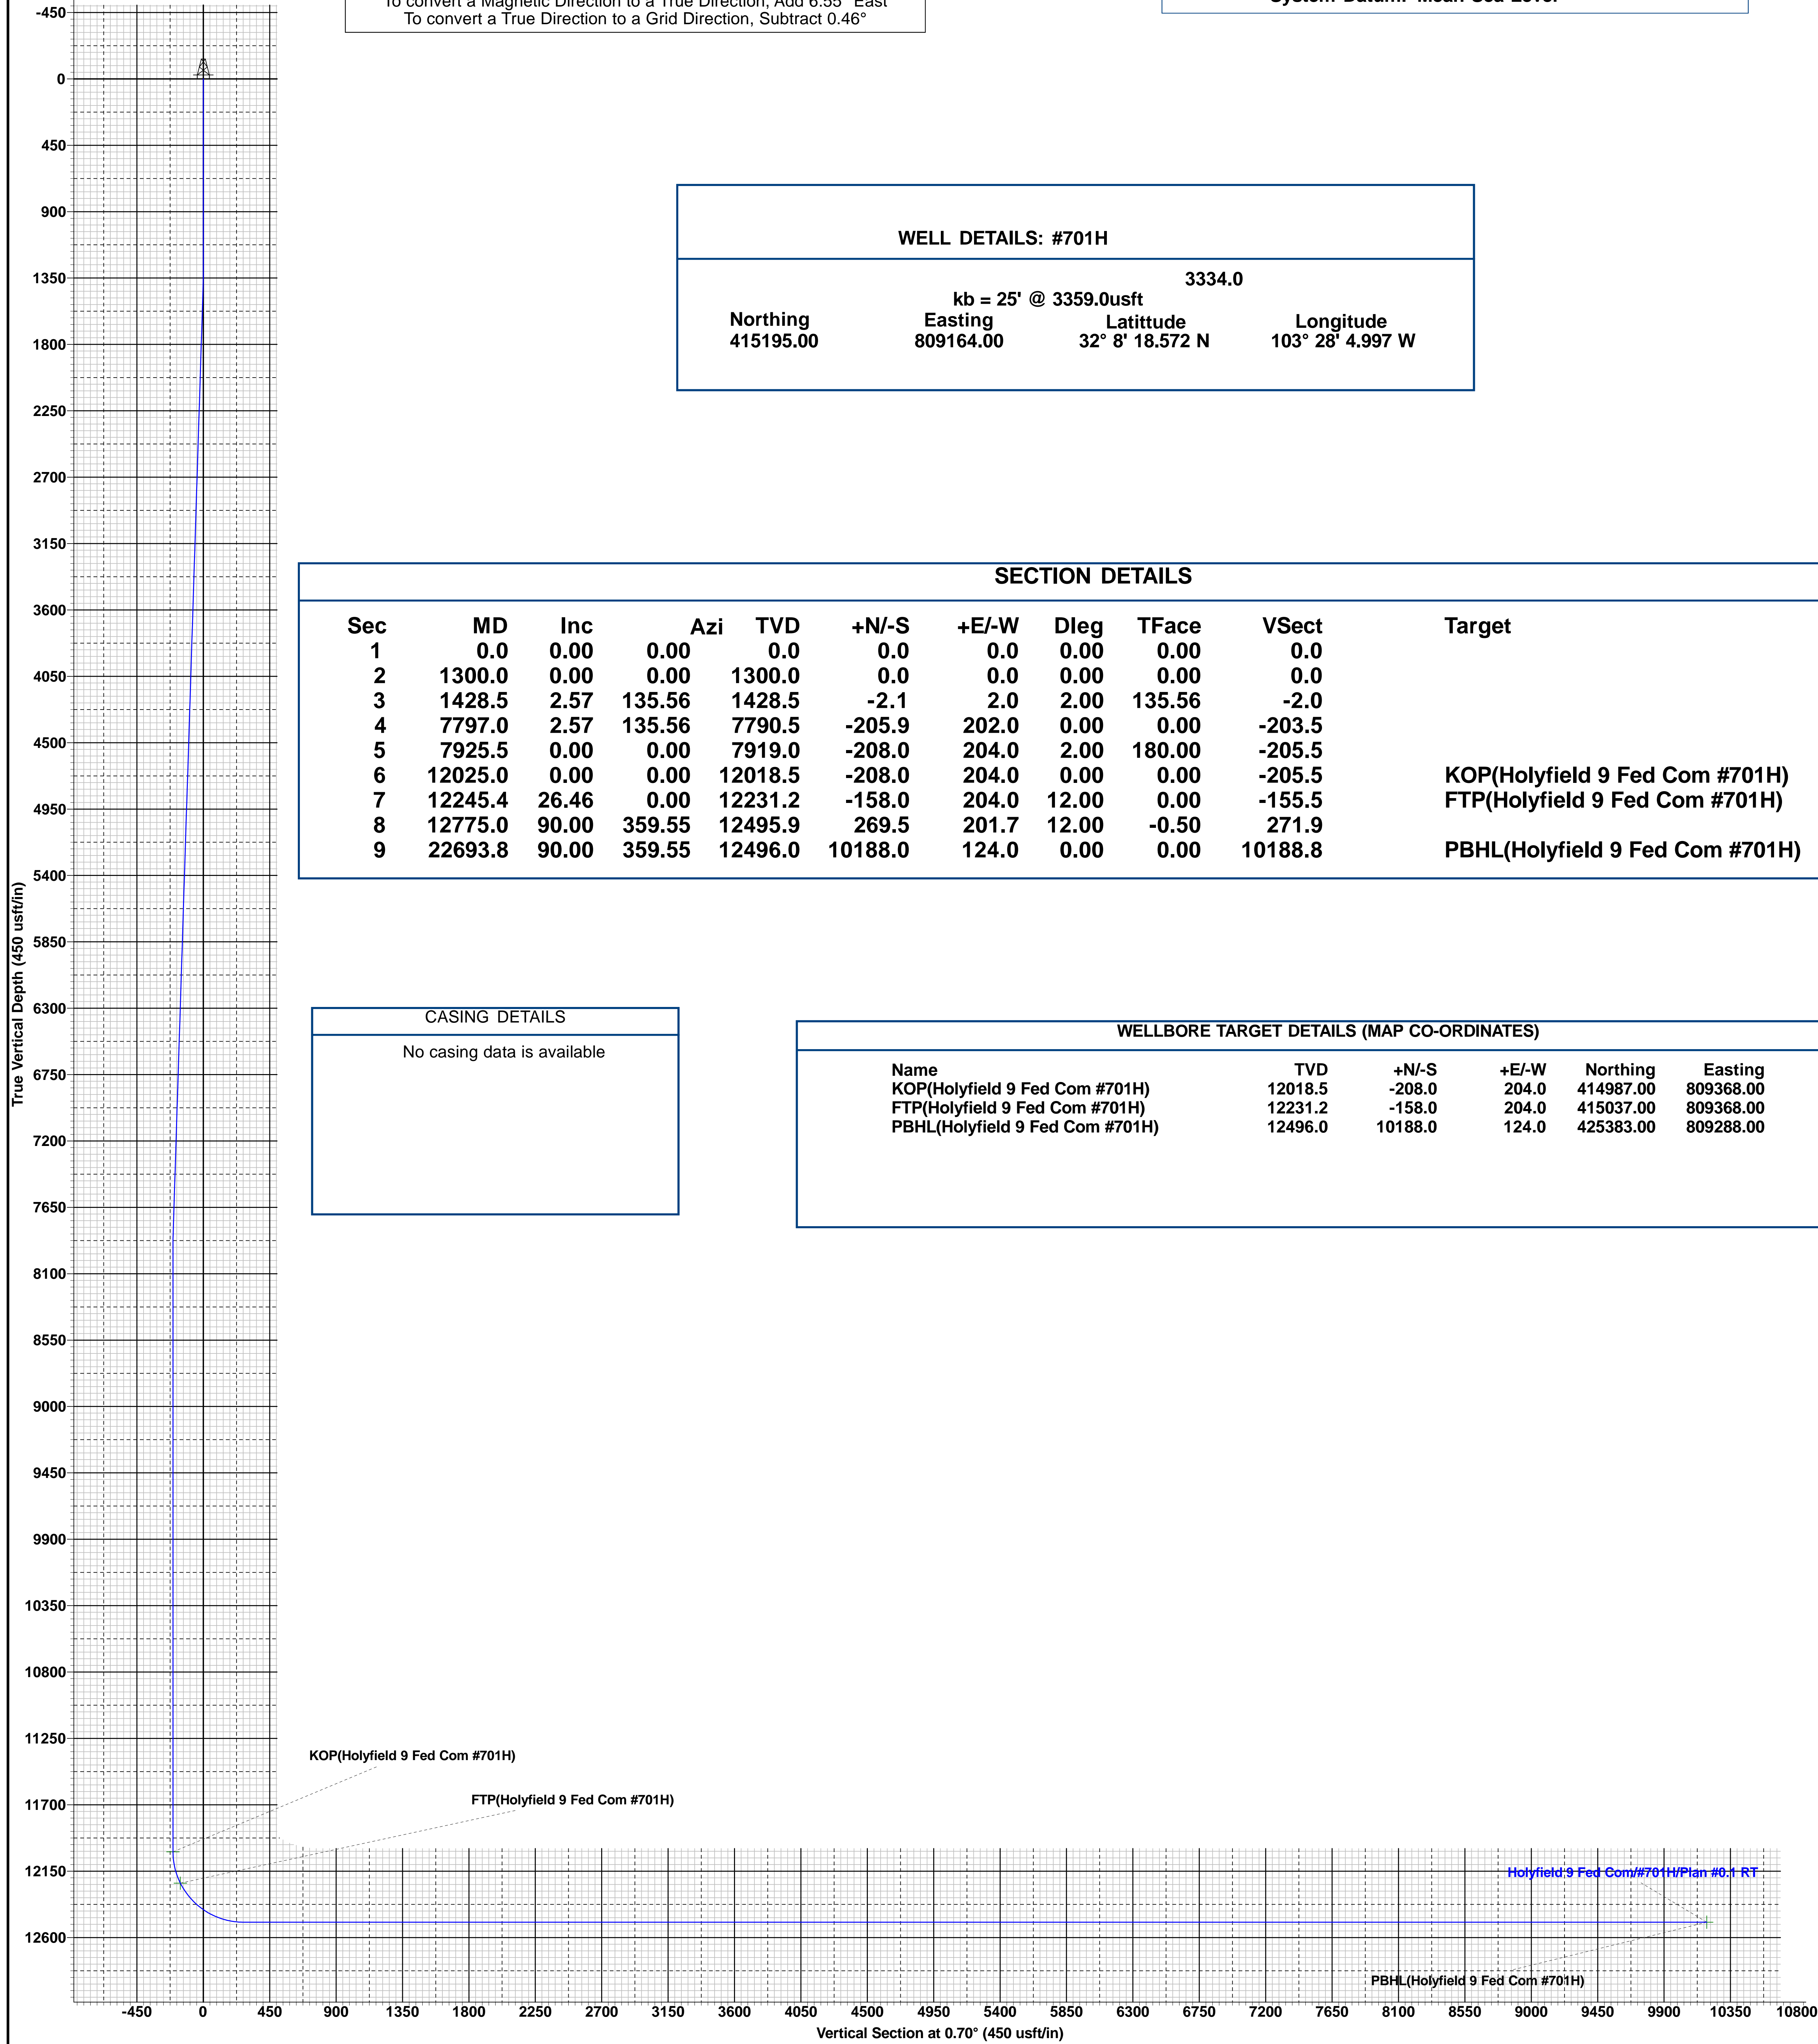 To convert a Magnetic Direction to a True Direction, Add 6.55° East
To convert a True Direction to a Grid Direction, Subtract 0.46°
System Datum: Mean Sea Level
WELL DETAILS: #701H
3334.0
kb = 25' @ 3359.0usft
Northing Easting Latittude Longitude
415195.00 809164.00 32° 8' 18.572 N 103° 28' 4.997 W
SECTION DETAILS
Sec MD Inc Azi TVD +N/-S +E/-W Dleg TFace VSect Target
1 0.0 0.00 0.00 0.0 0.0 0.0 0.00 0.00 0.0
2 1300.0 0.00 0.00 1300.0 0.0 0.0 0.00 0.00 0.0
3 1428.5 2.57 135.56 1428.5 -2.1 2.0 2.00 135.56 -2.0
4 7797.0 2.57 135.56 7790.5 -205.9 202.0 0.00 0.00 -203.5
5 7925.5 0.00 0.00 7919.0 -208.0 204.0 2.00 180.00 -205.5
6 12025.0 0.00 0.00 12018.5 -208.0 204.0 0.00 0.00 -205.5 KOP(Holyfield 9 Fed Com #701H)
7 12245.4 26.46 0.00 12231.2 -158.0 204.0 12.00 0.00 -155.5 FTP(Holyfield 9 Fed Com #701H)
8 12775.0 90.00 359.55 12495.9 269.5 201.7 12.00 -0.50 271.9
9 22693.8 90.00 359.55 12496.0 10188.0 124.0 0.00 0.00 10188.8 PBHL(Holyfield 9 Fed Com #701H)
CASING DETAILS
No casing data is available
WELLBORE TARGET DETAILS (MAP CO-ORDINATES)
Name TVD +N/-S +E/-W Northing Easting
KOP(Holyfield 9 Fed Com #701H) 12018.5 -208.0 204.0 414987.00 809368.00
FTP(Holyfield 9 Fed Com #701H) 12231.2 -158.0 204.0 415037.00 809368.00
PBHL(Holyfield 9 Fed Com #701H) 12496.0 10188.0 124.0 425383.00 809288.00
True Vertical Depth (450 usft/in)
-450
0
450
900
1350
1800
2250
2700
3150
3600
4050
4500
4950
5400
5850
6300
6750
7200
7650
8100
8550
9000
9450
9900
10350
10800
11250
11700
12150
12600
KOP(Holyfield 9 Fed Com #701H)
FTP(Holyfield 9 Fed Com #701H)
Holyfield 9 Fed Com/#701H/Plan #0.1 RT
PBHL(Holyfield 9 Fed Com #701H)
-450 0 450 900 1350 1800 2250 2700 3150 3600 4050 4500 4950 5400 5850 6300 6750 7200 7650 8100 8550 9000 9450 9900 10350 10800
Vertical Section at 0.70° (450 usft/in)